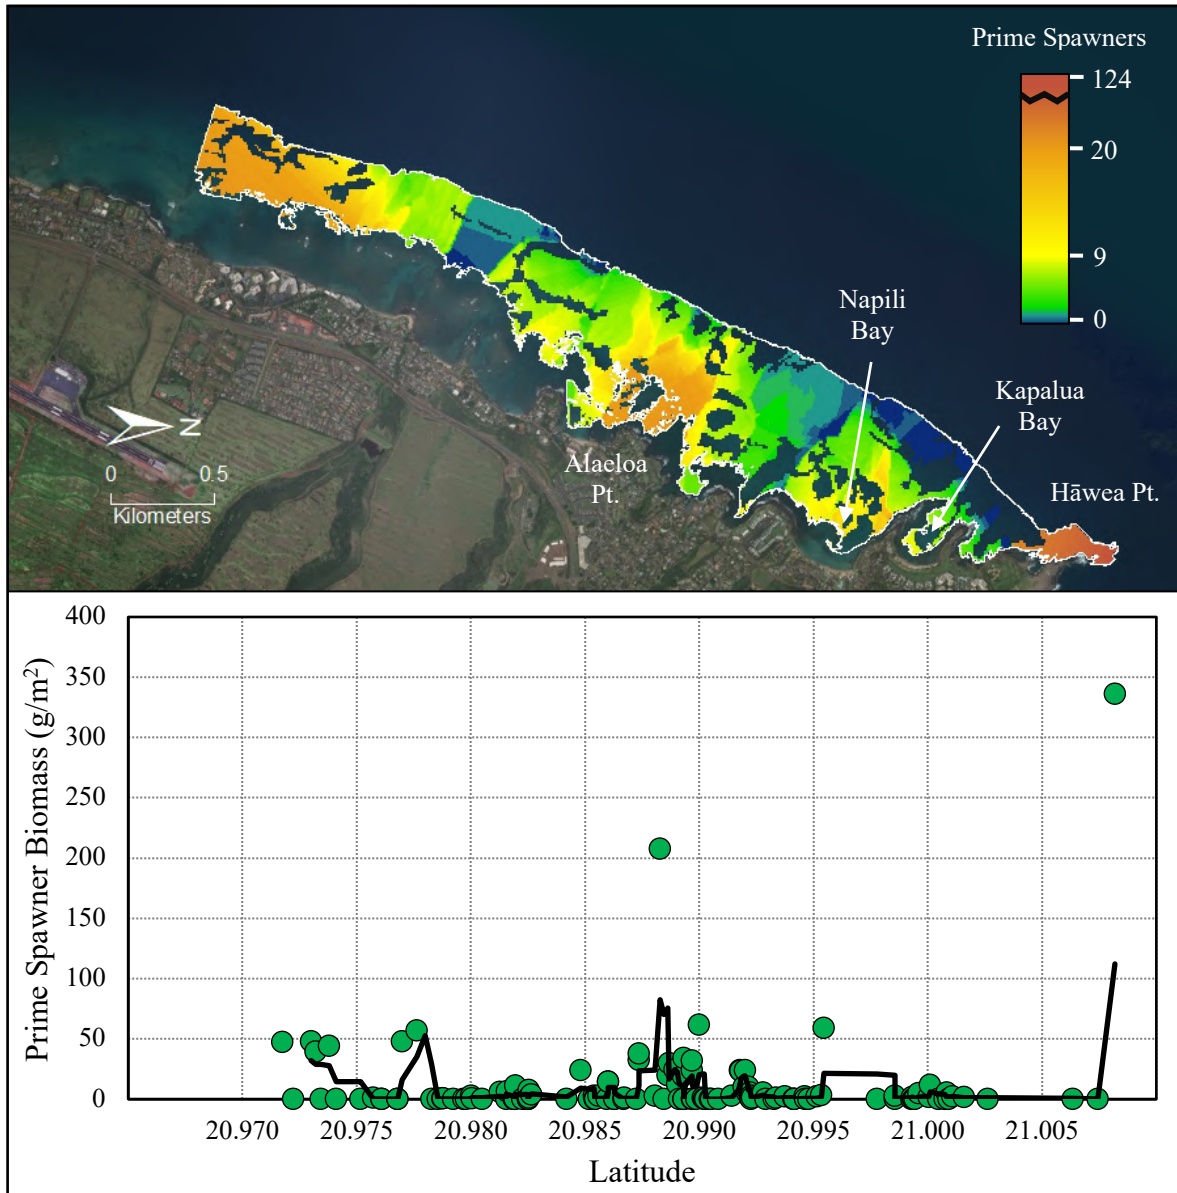 Prime Spawners
124
20
9
0
Napili
Bay
Kapalua
Bay
Hāwea Pt.
Alaeloa
Pt.
N
0 0.5
Kilometers
Prime Spawner Biomass (g/m²)
400
350
300
250
200
150
100
50
0
20.970 20.975 20.980 20.985 20.990 20.995 21.000 21.005
Latitude